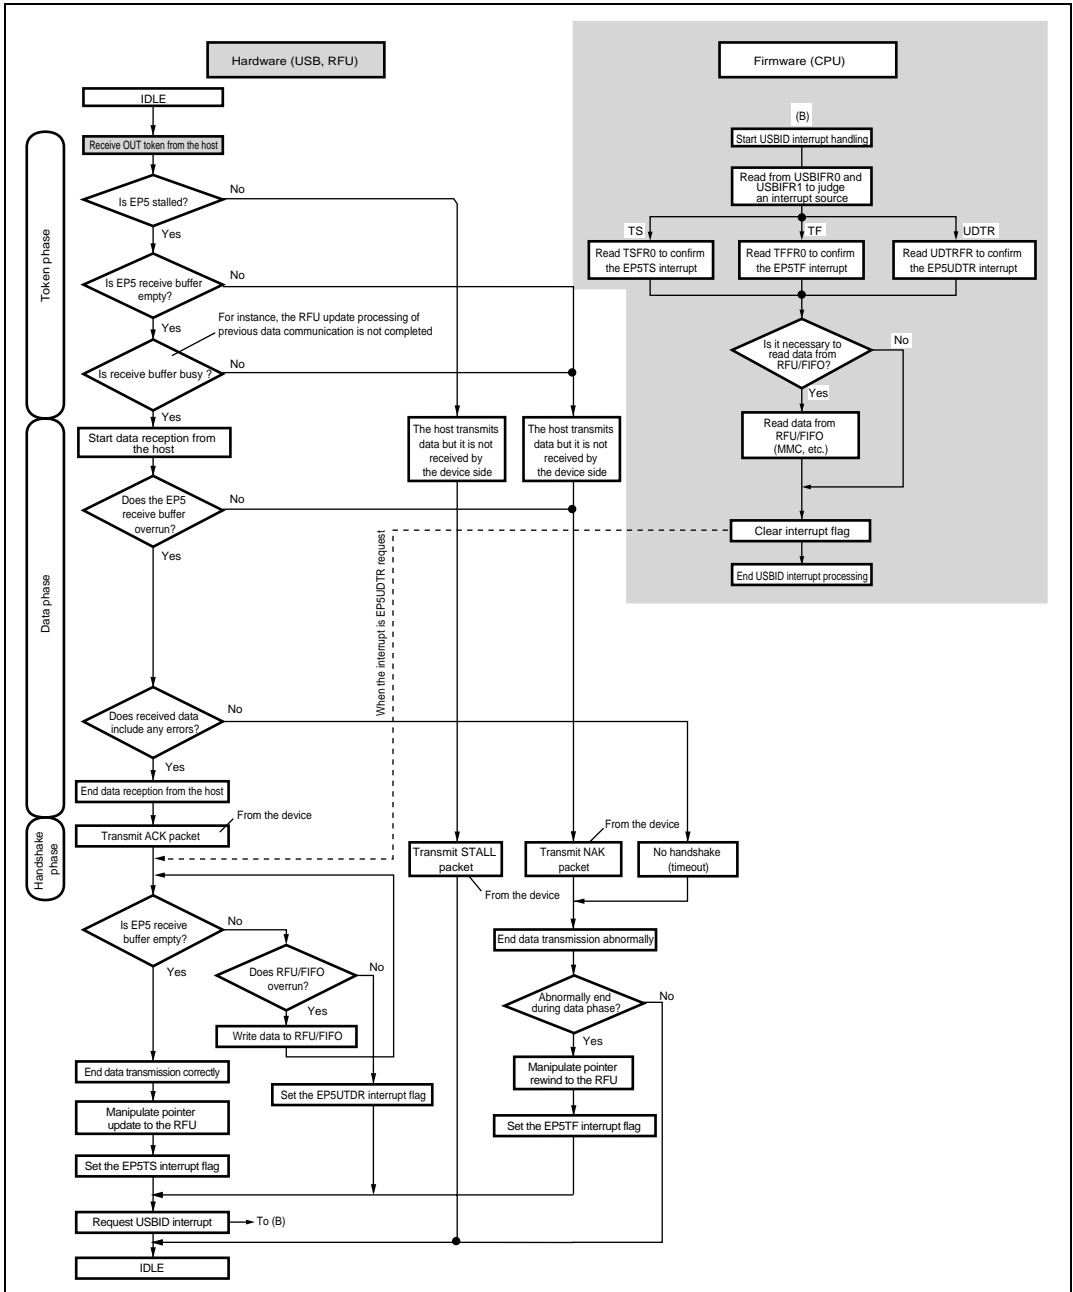 Hardware (USB, RFU)
Firmware (CPU)
IDLE
Receive OUT token from the host
Token phase
Is EP5 stalled?
No
Yes
Is EP5 receive buffer
empty?
No
Yes
For instance, the RFU update processing of
previous data communication is not completed
Is receive buffer busy ?
No
Yes
Start data reception from
the host
The host transmits
data but it is not
received by
the device side
The host transmits
data but it is not
received by
the device side
Data phase
Does the EP5
receive buffer
overrun?
No
Yes
When the interrupt is EP5UDTR request
Does received data
include any errors?
No
Yes
End data reception from the host
Handshake
phase
Transmit ACK packet
From the device
Transmit STALL
packet
From the device
Transmit NAK
packet
From the device
No handshake
(timeout)
Is EP5 receive
buffer empty?
No
Yes
Does RFU/FIFO
overrun?
No
Yes
Write data to RFU/FIFO
End data transmission abnormally
Abnormally end
during data phase?
No
Yes
Manipulate pointer
rewind to the RFU
Set the EP5TF interrupt flag
End data transmission correctly
Set the EP5UTDR interrupt flag
Manipulate pointer
update to the RFU
Set the EP5TS interrupt flag
Request USBID interrupt
To (B)
IDLE
(B)
Start USBID interrupt handling
Read from USBIFR0 and
USBIFR1 to judge
an interrupt source
TS
TF
UDTR
Read TSFR0 to confirm
the EP5TS interrupt
Read TFFR0 to confirm
the EP5TF interrupt
Read UDTRFR to confirm
the EP5UDTR interrupt
Is it necessary to
read data from
RFU/FIFO?
No
Yes
Read data from
RFU/FIFO
(MMC, etc.)
Clear interrupt flag
End USBID interrupt processing